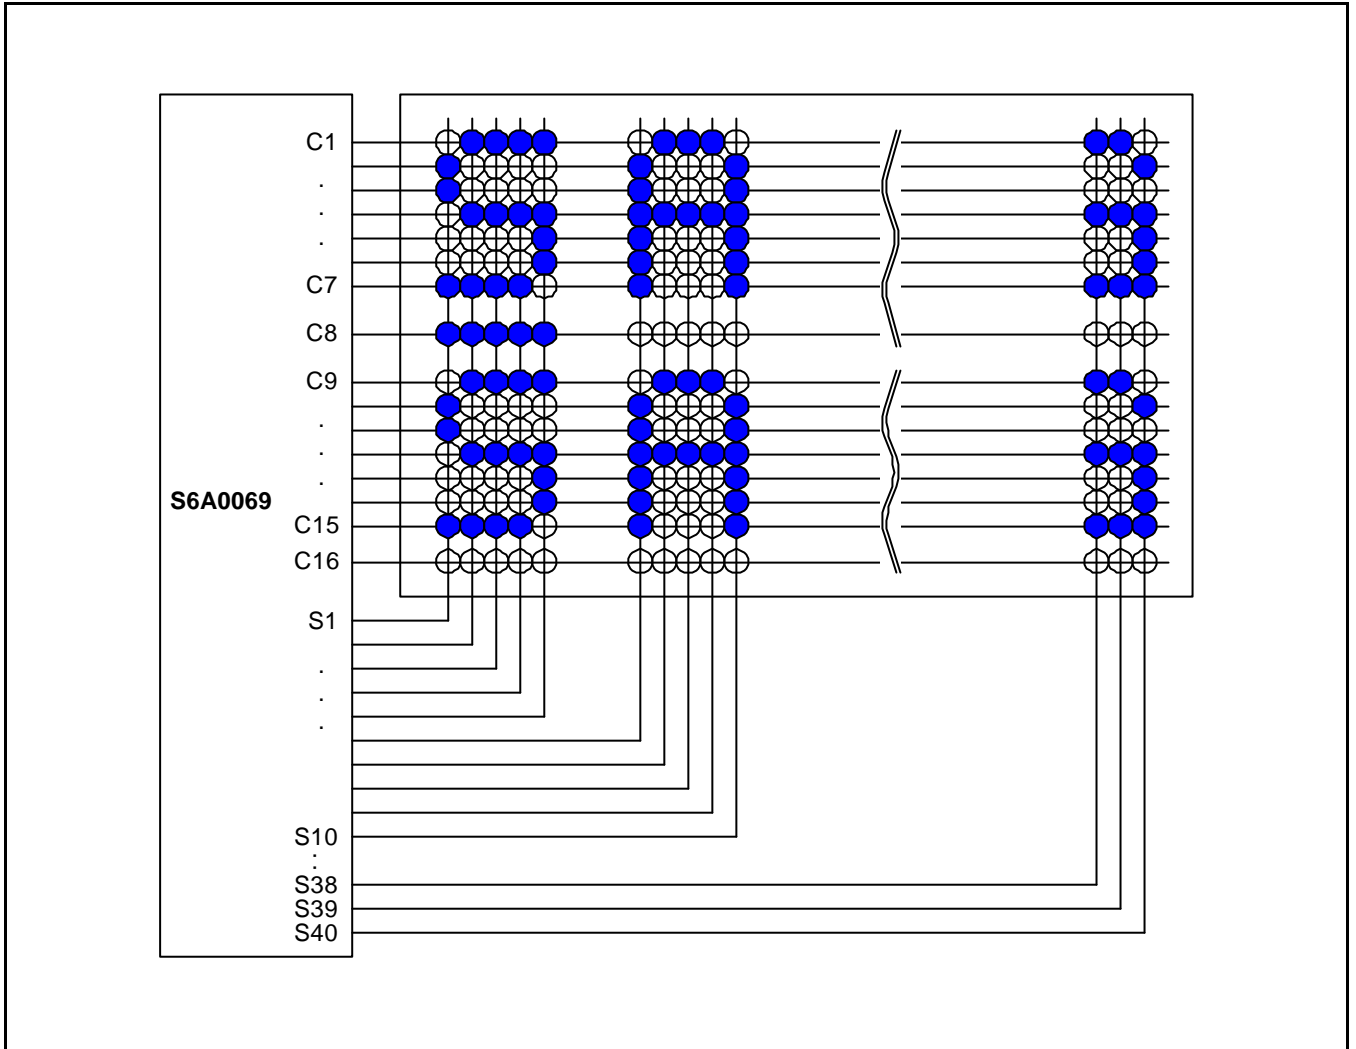 C1
.
.
.
C7
C8
C9
.
.
.
S6A0069
C15
C16
S1
.
.
.
S10
:
S38
S39
S40